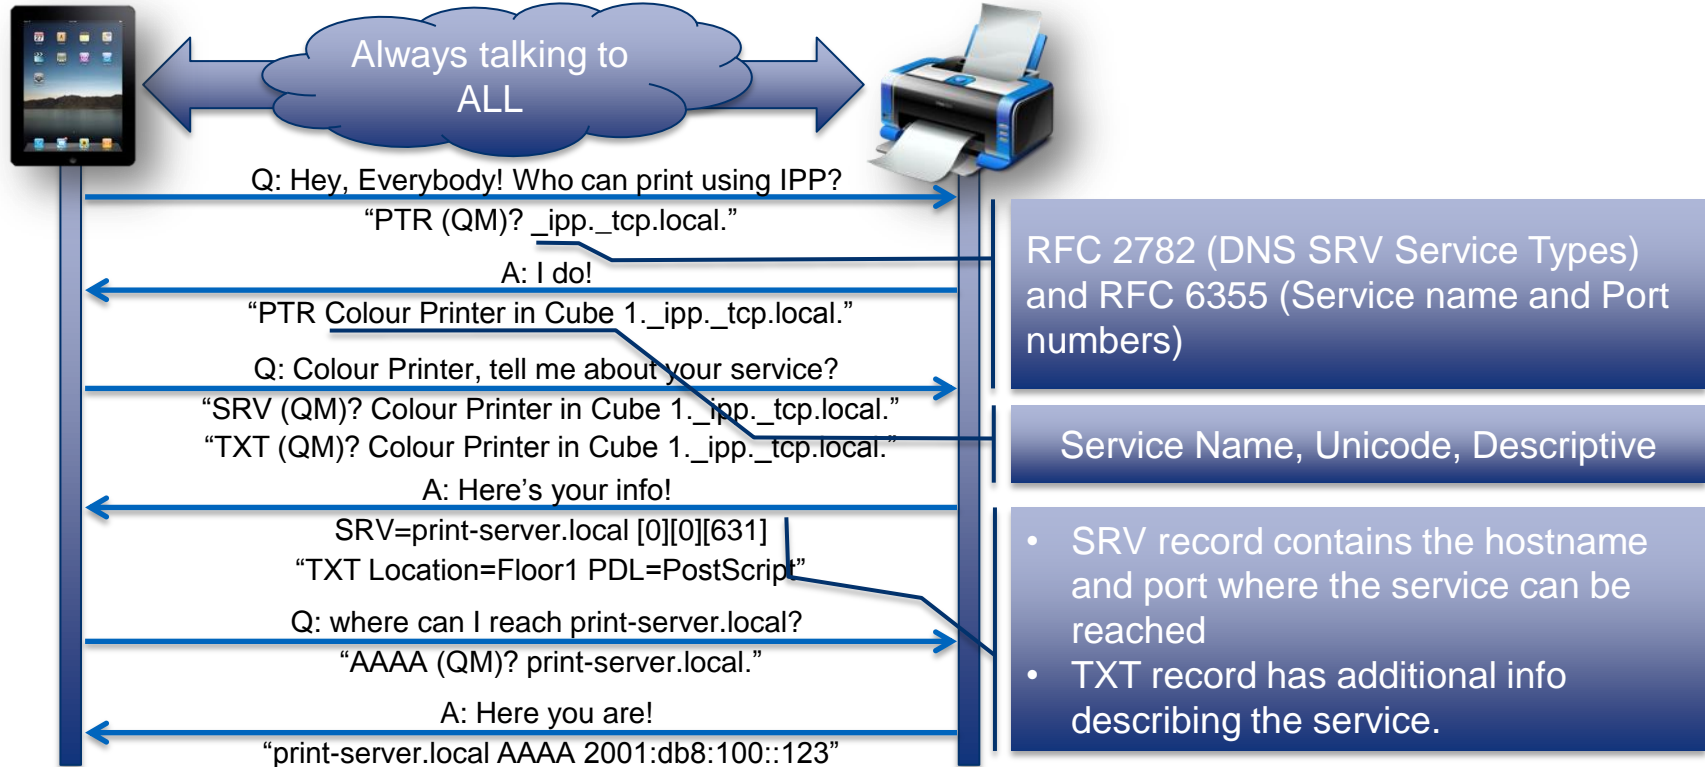 Always talking to
ALL
Q: Hey, Everybody! Who can print using IPP?
“PTR (QM)? _ipp._tcp.local.”
A: I do!
“PTR Colour Printer in Cube 1._ipp._tcp.local.”
Q: Colour Printer, tell me about your service?
“SRV (QM)? Colour Printer in Cube 1._ipp._tcp.local.”
“TXT (QM)? Colour Printer in Cube 1._ipp._tcp.local.”
A: Here’s your info!
SRV=print-server.local [0][0][631]
“TXT Location=Floor1 PDL=PostScript”
Q: where can I reach print-server.local?
“AAAA (QM)? print-server.local.”
A: Here you are!
“print-server.local AAAA 2001:db8:100::123”
RFC 2782 (DNS SRV Service Types)
and RFC 6355 (Service name and Port
numbers)
Service Name, Unicode, Descriptive
• SRV record contains the hostname
and port where the service can be
reached
• TXT record has additional info
describing the service.